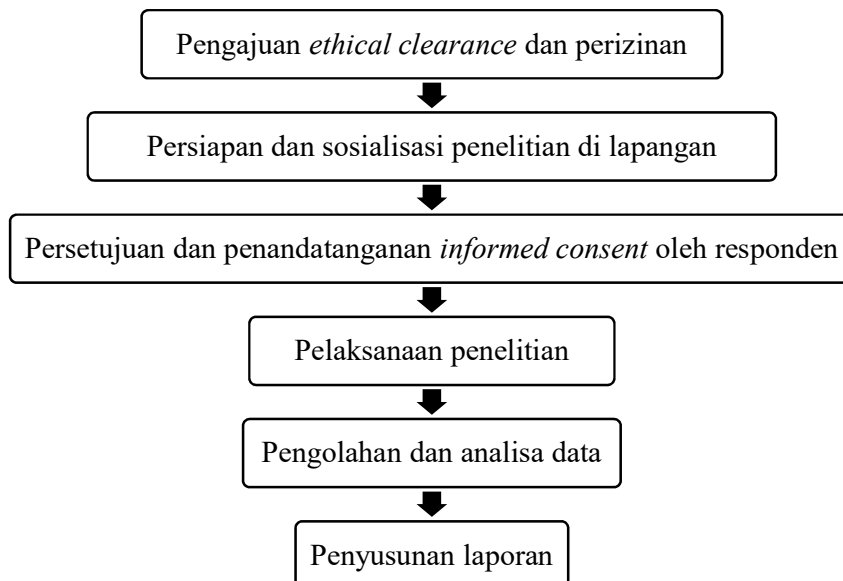 Pengajuan ethical clearance dan perizinan
Persiapan dan sosialisasi penelitian di lapangan
Persetujuan dan penandatanganan informed consent oleh responden
Pelaksanaan penelitian
Pengolahan dan analisa data
Penyusunan laporan